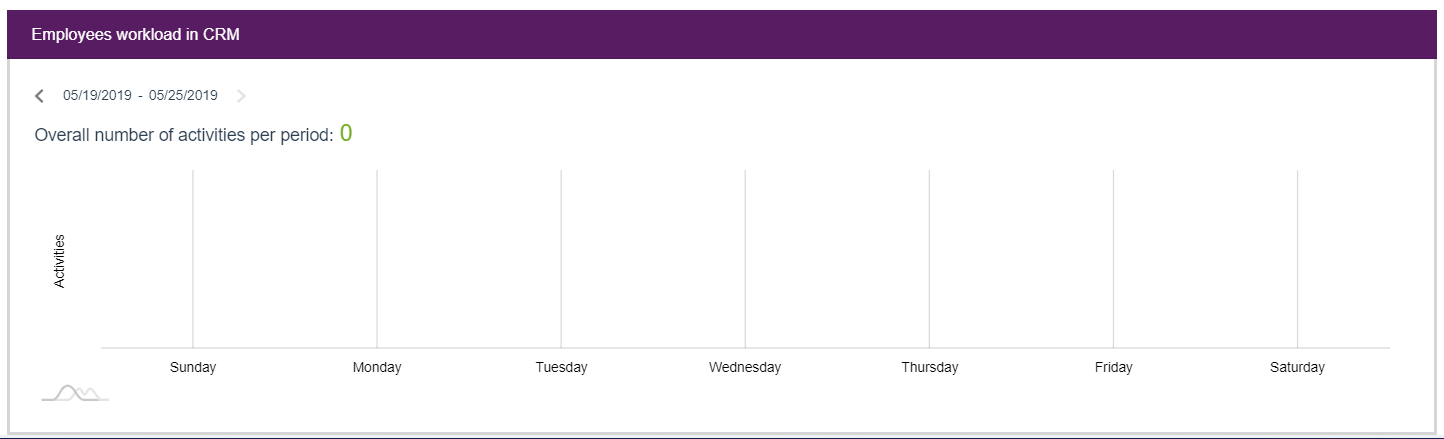 Employees workload in CRM
05/19/2019 - 05/25/2019
Overall number of activities per period: 0
Activities
Sunday Monday Tuesday Wednesday Thursday Friday Saturday